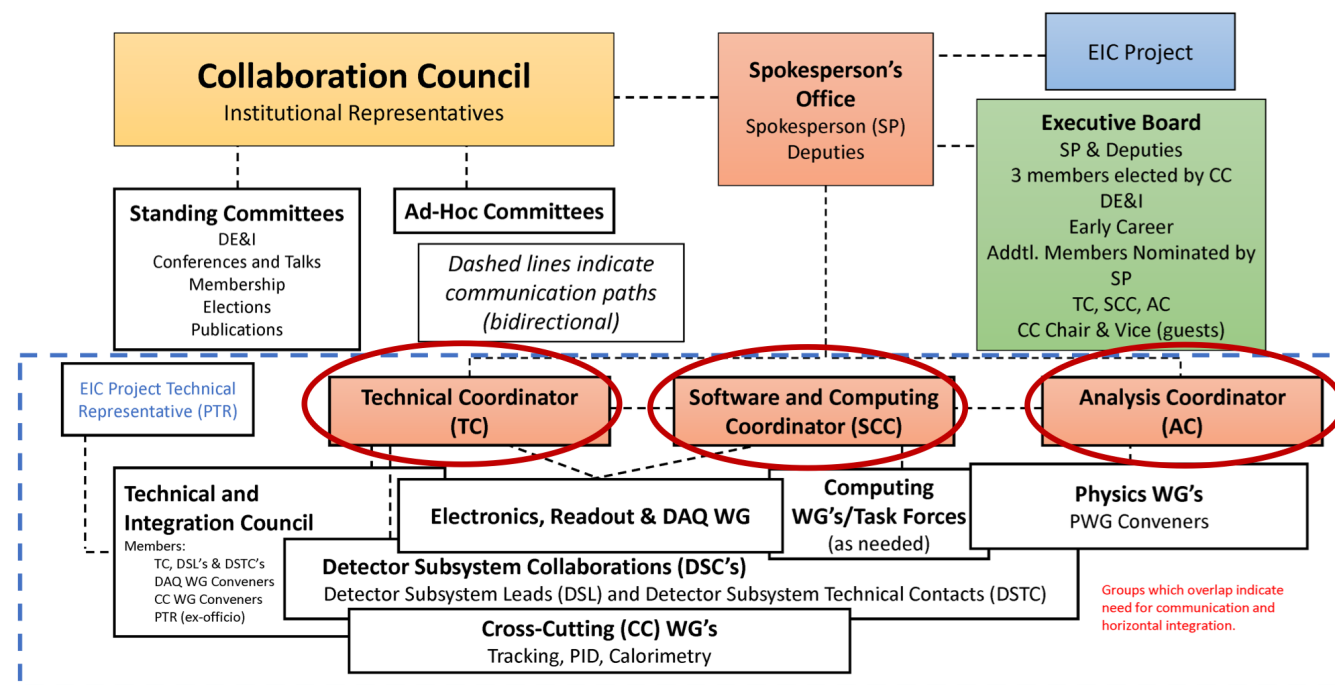 Collaboration Council
Institutional Representatives
Spokesperson's
Office
Spokesperson (SP)
Deputies
EIC Project
Executive Board
SP & Deputies
3 members elected by CC
DE&I
Early Career
Addtl. Members Nominated by
SP
TC, SCC, AC
CC Chair & Vice (guests)
Standing Committees
DE&I
Conferences and Talks
Membership
Elections
Publications
Ad-Hoc Committees
Dashed lines indicate
communication paths
(bidirectional)
EIC Project Technical
Representative (PTR)
Technical Coordinator
(TC)
Software and Computing
Coordinator (SCC)
Analysis Coordinator
(AC)
Technical and
Integration Council
Members:
TC, DSL's & DSTC's
DAQ WG Conveners
CC WG Conveners
PTR (ex-officio)
Electronics, Readout & DAQ WG
Computing
WG's/Task Forces
(as needed)
Physics WG's
PWG Conveners
Detector Subsystem Collaborations (DSC's)
Detector Subsystem Leads (DSL) and Detector Subsystem Technical Contacts (DSTC)
Cross-Cutting (CC) WG's
Tracking, PID, Calorimetry
Groups which overlap indicate
need for communication and
horizontal integration.